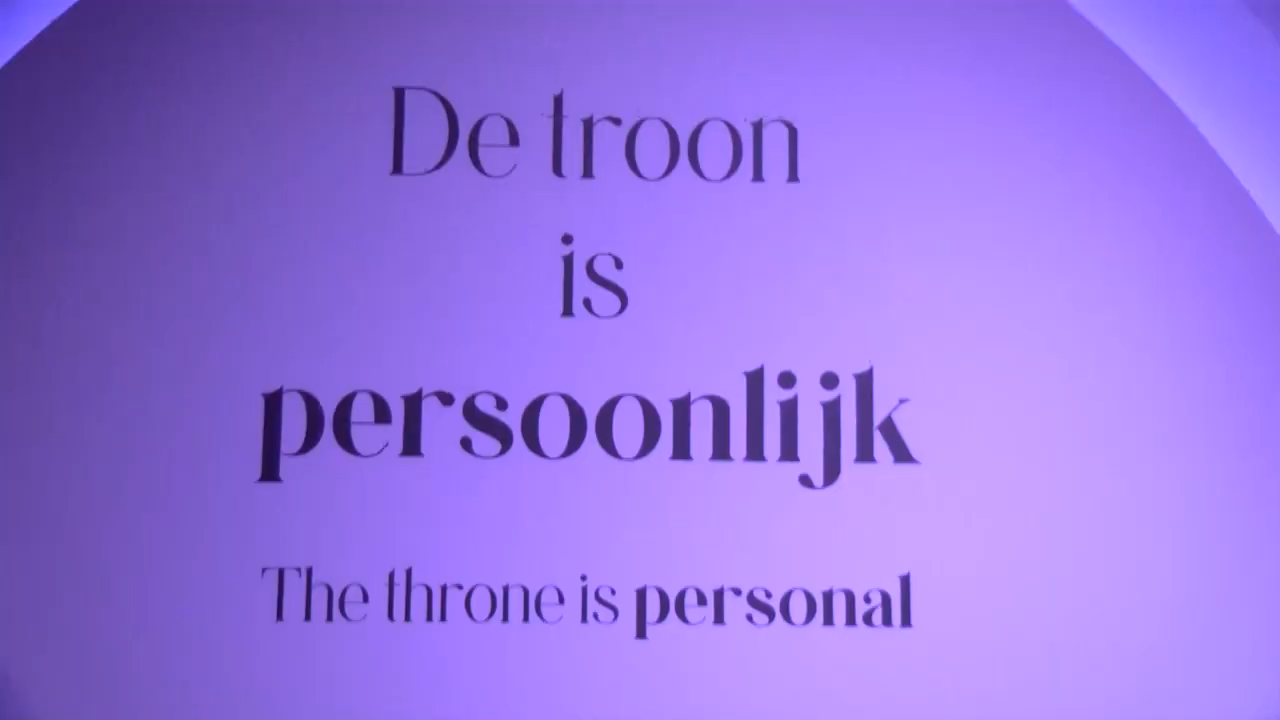 De troon
is
persoonlijk
The throne is personal